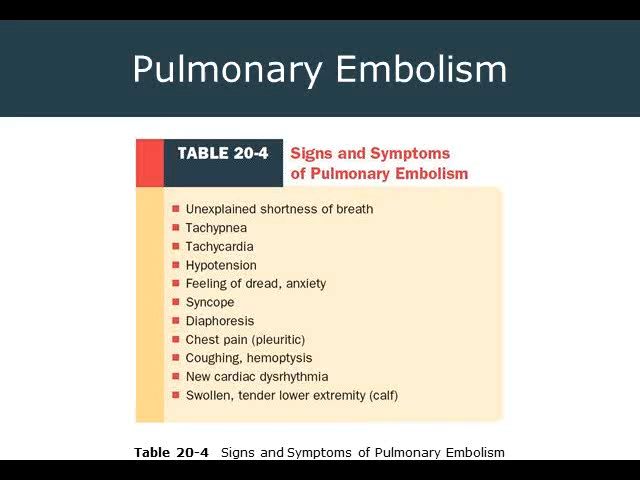 Pulmonary Embolism
TABLE 20-4
Signs and Symptoms
of Pulmonary Embolism
Unexplained shortness of breath
Tachypnea
Tachycardia
Hypotension
Feeling of dread, anxiety
Syncope
Diaphoresis
Chest pain (pleuritic)
Coughing, hemoptysis
New cardiac dysrhythmia
Swollen, tender lower extremity (calf)
Table 20-4 Signs and Symptoms of Pulmonary Embolism